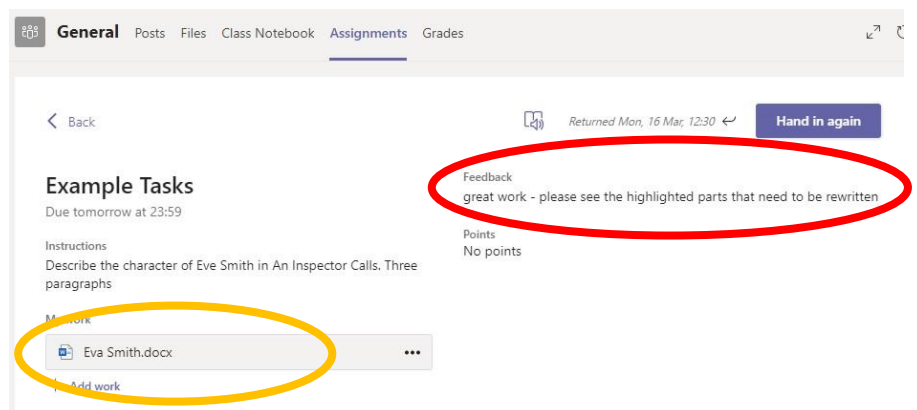 General Posts Files Class Notebook Assignments Grades
Back
Returned Mon, 16 Mar, 12:30
Hand in again
Example Tasks
Due tomorrow at 23:59
Instructions
Describe the character of Eve Smith in An Inspector Calls. Three
paragraphs
My work
Eva Smith.docx
Add work
Feedback
great work - please see the highlighted parts that need to be rewritten
Points
No points